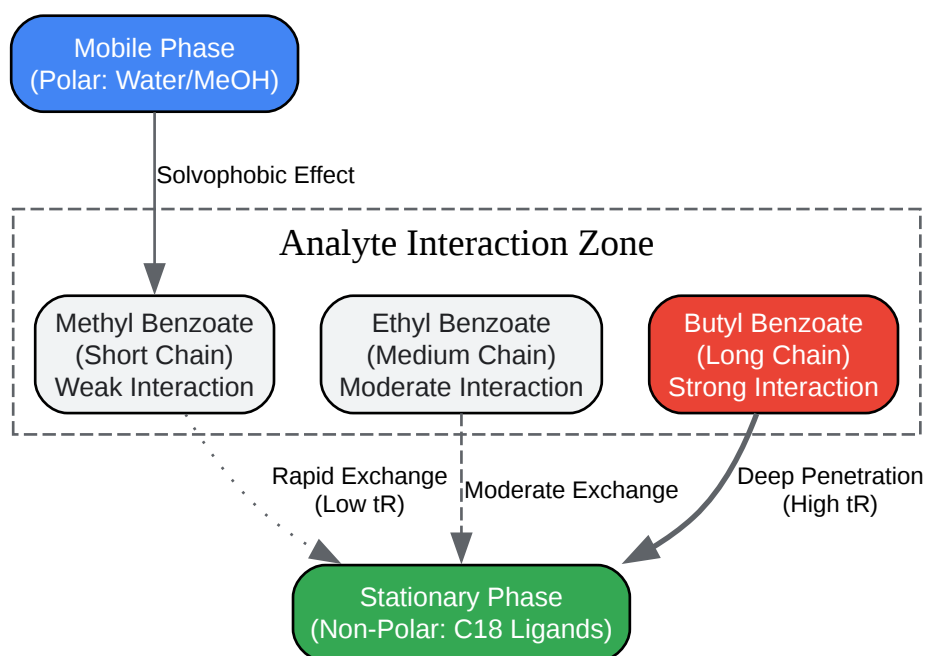 Mobile Phase
(Polar: Water/MeOH)
Solvophobic Effect
Analyte Interaction Zone
Methyl Benzoate
(Short Chain)
Weak Interaction
Ethyl Benzoate
(Medium Chain)
Moderate Interaction
Butyl Benzoate
(Long Chain)
Strong Interaction
Rapid Exchange
(Low tR)
Moderate Exchange
Deep Penetration
(High tR)
Stationary Phase
(Non-Polar: C18 Ligands)